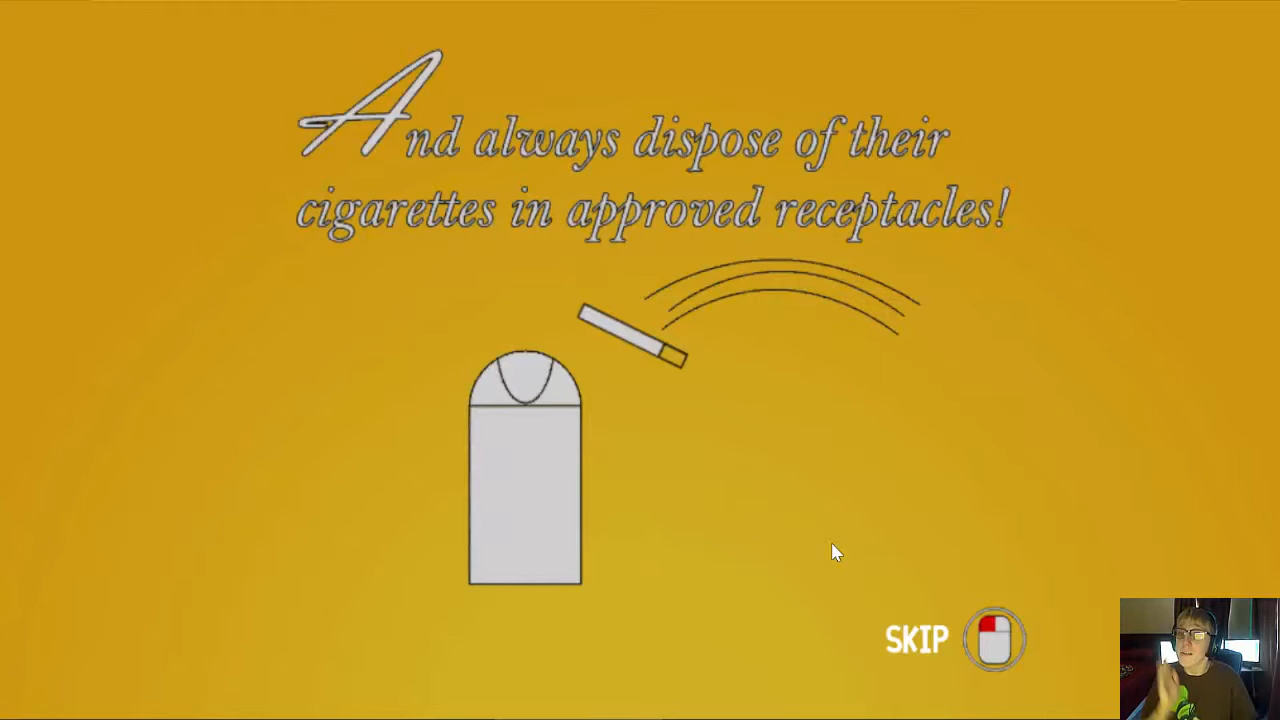 And always dispose of their
cigarettes in approved receptacles!
SKIP